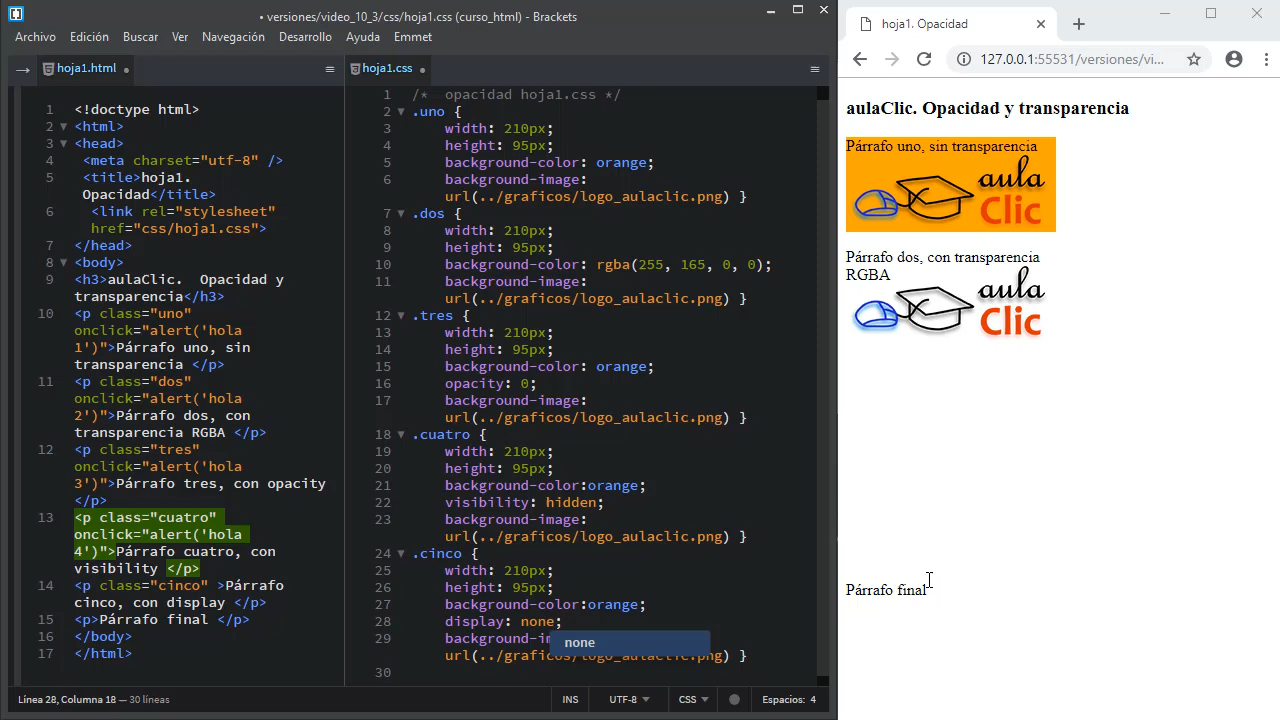 • versiones/video_10_3/css/hoja1.css (curso_html) - Brackets
Archivo Edición Buscar Ver Navegación Desarrollo Ayuda Emmet
hoja1.html •
1 <!doctype html>
2 <html>
3 <head>
4 <meta charset="utf-8" />
5 <title>hoja1.
Opacidad</title>
6 <link rel="stylesheet"
href="css/hoja1.css">
7 </head>
8 <body>
9 <h3>aulaClic.  Opacidad y
transparencia</h3>
10 <p class="uno"
onclick="alert('hola
1')">Párrafo uno, sin
transparencia </p>
11 <p class="dos"
onclick="alert('hola
2')">Párrafo dos, con
transparencia RGBA </p>
12 <p class="tres"
onclick="alert('hola
3')">Párrafo tres, con opacity
</p>
13 <p class="cuatro"
onclick="alert('hola
4')">Párrafo cuatro, con
visibility </p>
14 <p class="cinco" >Párrafo
cinco, con display </p>
15 <p>Párrafo final </p>
16 </body>
17 </html>
hoja1.css •
1 /*  opacidad hoja1.css */
2 .uno {
3 width: 210px;
4 height: 95px;
5 background-color: orange;
6 background-image:
url(../graficos/logo_aulaclic.png) }
7 .dos {
8 width: 210px;
9 height: 95px;
10 background-color: rgba(255, 165, 0, 0);
11 background-image:
url(../graficos/logo_aulaclic.png) }
12 .tres {
13 width: 210px;
14 height: 95px;
15 background-color: orange;
16 opacity: 0;
17 background-image:
url(../graficos/logo_aulaclic.png) }
18 .cuatro {
19 width: 210px;
20 height: 95px;
21 background-color:orange;
22 visibility: hidden;
23 background-image:
url(../graficos/logo_aulaclic.png) }
24 .cinco {
25 width: 210px;
26 height: 95px;
27 background-color:orange;
28 display: none;
29 background-im
none
url(../graficos/logo_aulaclic.png) }
30
Línea 28, Columna 18 — 30 líneas
INS UTF-8 CSS Espacios: 4
hoja1. Opacidad
127.0.0.1:55531/versiones/vi...
aulaClic. Opacidad y transparencia
Párrafo uno, sin transparencia
aula
Clic
Párrafo dos, con transparencia
RGBA
aula
Clic
Párrafo final